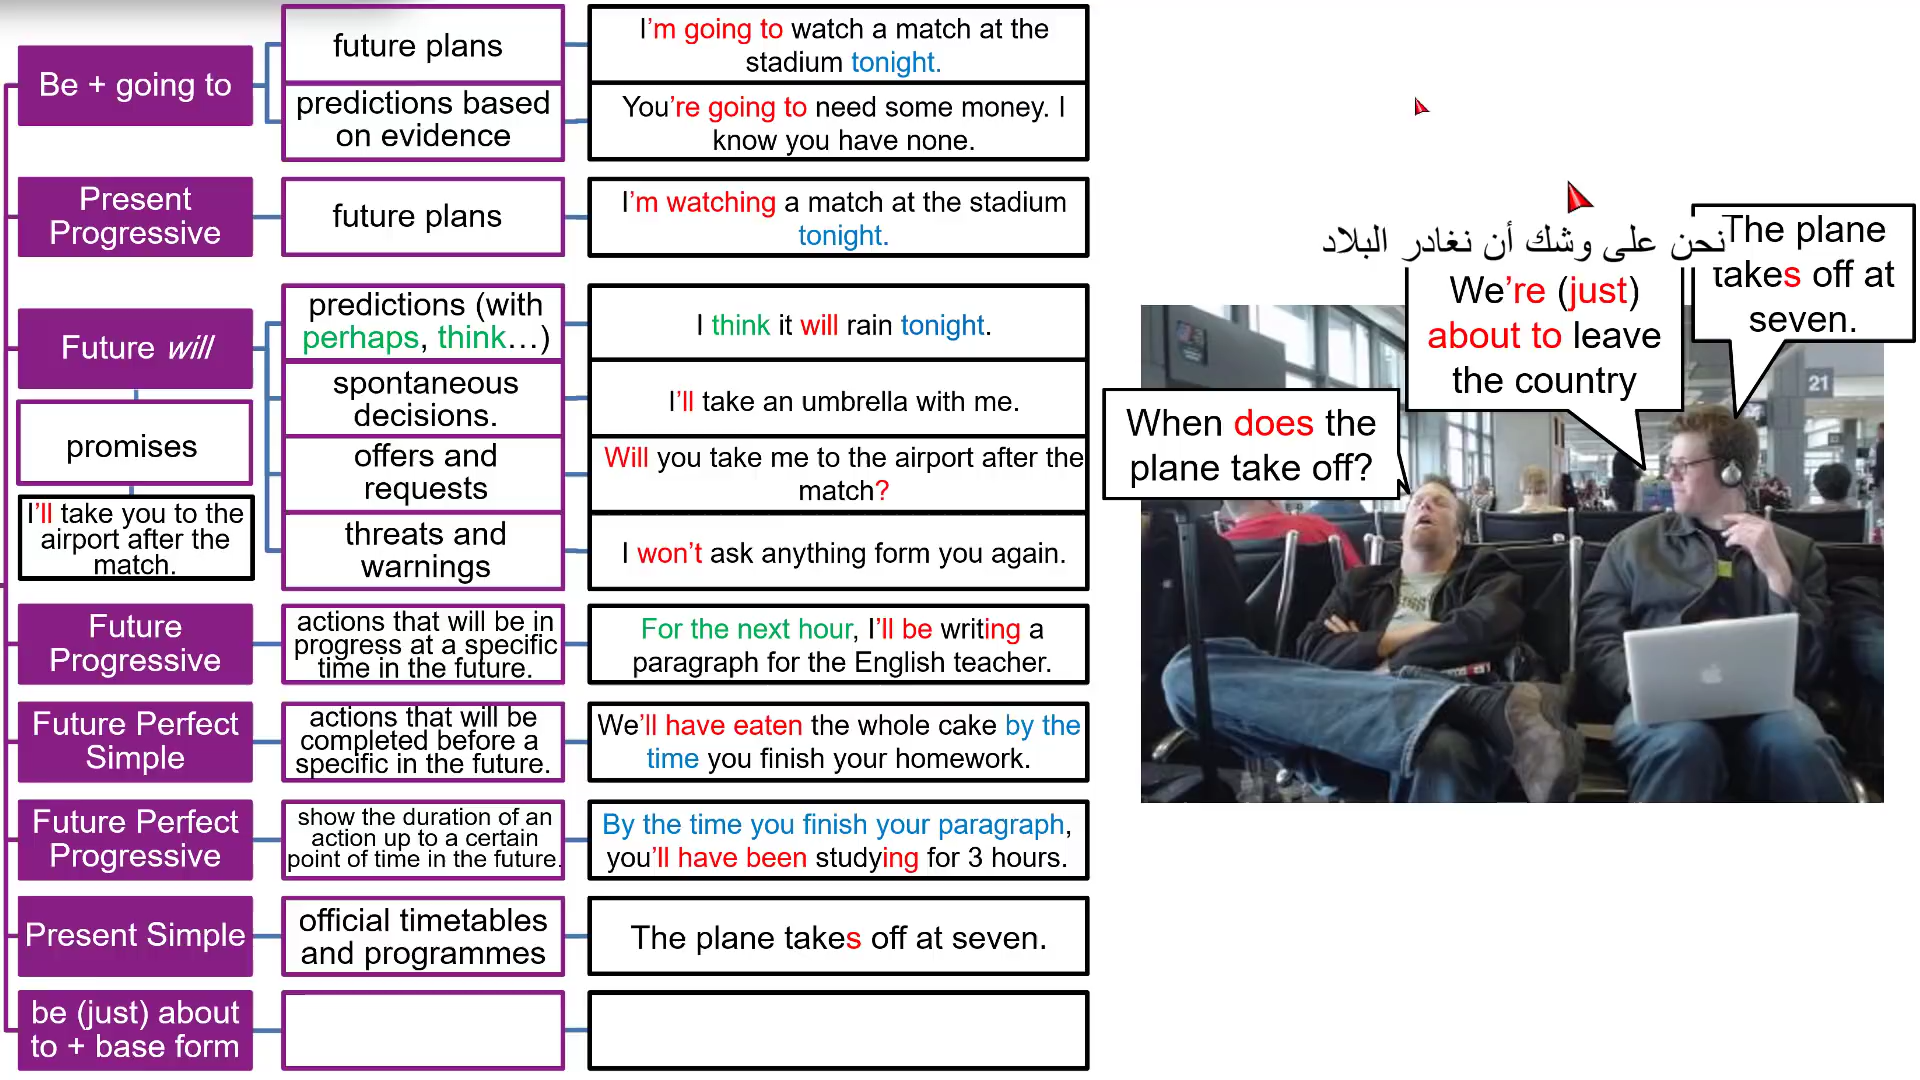 Be + going to
future plans
I'm going to watch a match at the
stadium tonight.
predictions based
on evidence
You're going to need some money. I
know you have none.
Present
Progressive
future plans
I'm watching a match at the stadium
tonight.
Future will
predictions (with
perhaps, think…)
I think it will rain tonight.
spontaneous
decisions.
I'll take an umbrella with me.
offers and
requests
Will you take me to the airport after the
match?
threats and
warnings
I won't ask anything form you again.
promises
I'll take you to the
airport after the
match.
Future
Progressive
actions that will be in
progress at a specific
time in the future.
For the next hour, I'll be writing a
paragraph for the English teacher.
Future Perfect
Simple
actions that will be
completed before a
specific in the future.
We'll have eaten the whole cake by the
time you finish your homework.
Future Perfect
Progressive
show the duration of an
action up to a certain
point of time in the future.
By the time you finish your paragraph,
you'll have been studying for 3 hours.
Present Simple
official timetables
and programmes
The plane takes off at seven.
be (just) about
to + base form
When does the
plane take off?
نحن على وشك أن نغادر البلاد
We're (just)
about to leave
the country
The plane
takes off at
seven.
21